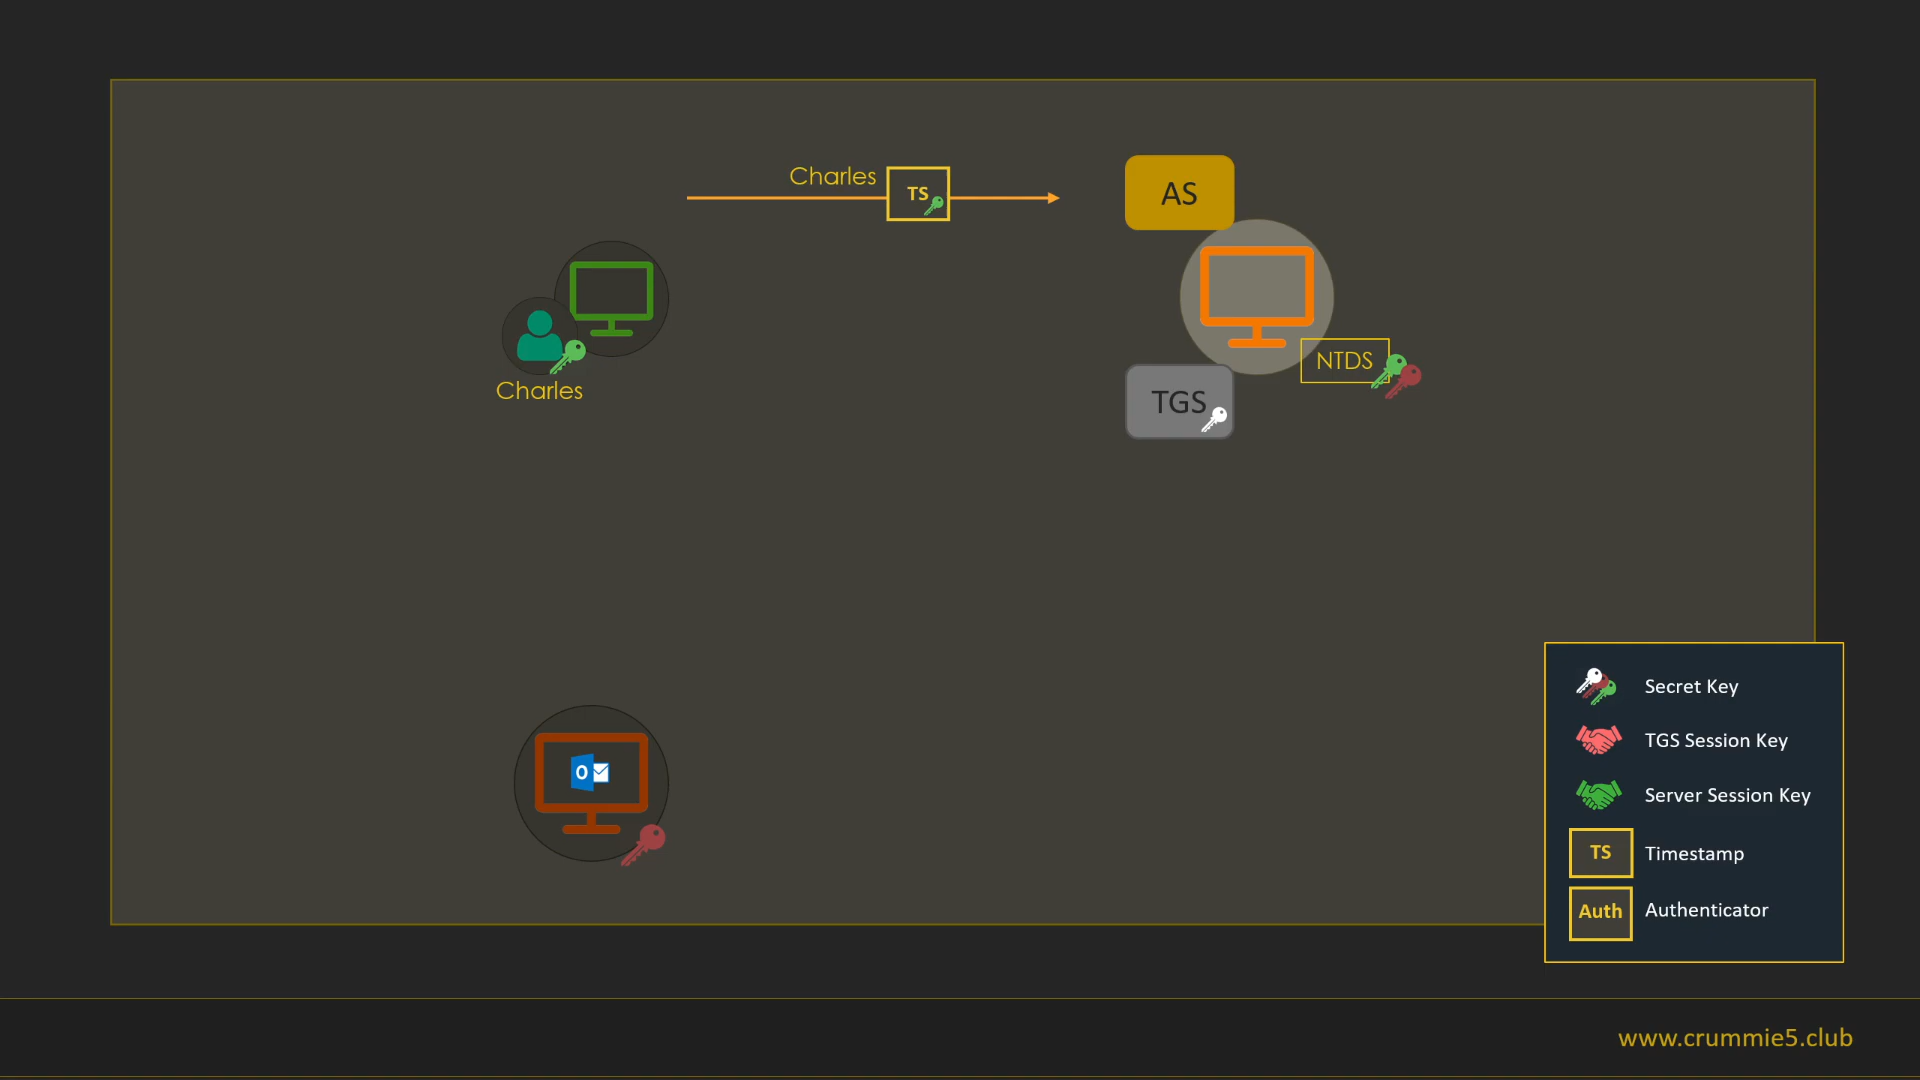 Charles
TS
AS
NTDS
Charles
TGS
O
Secret Key
TGS Session Key
Server Session Key
TS
Timestamp
Auth
Authenticator
www.crummie5.club